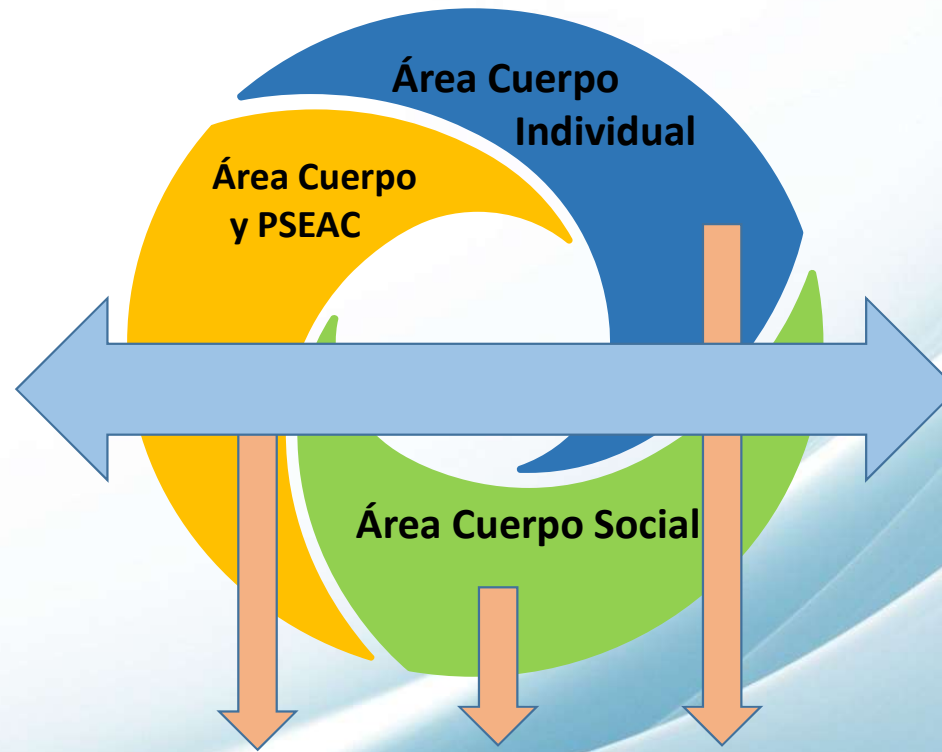 Área Cuerpo
Individual
Área Cuerpo
y PSEAC
Área Cuerpo Social